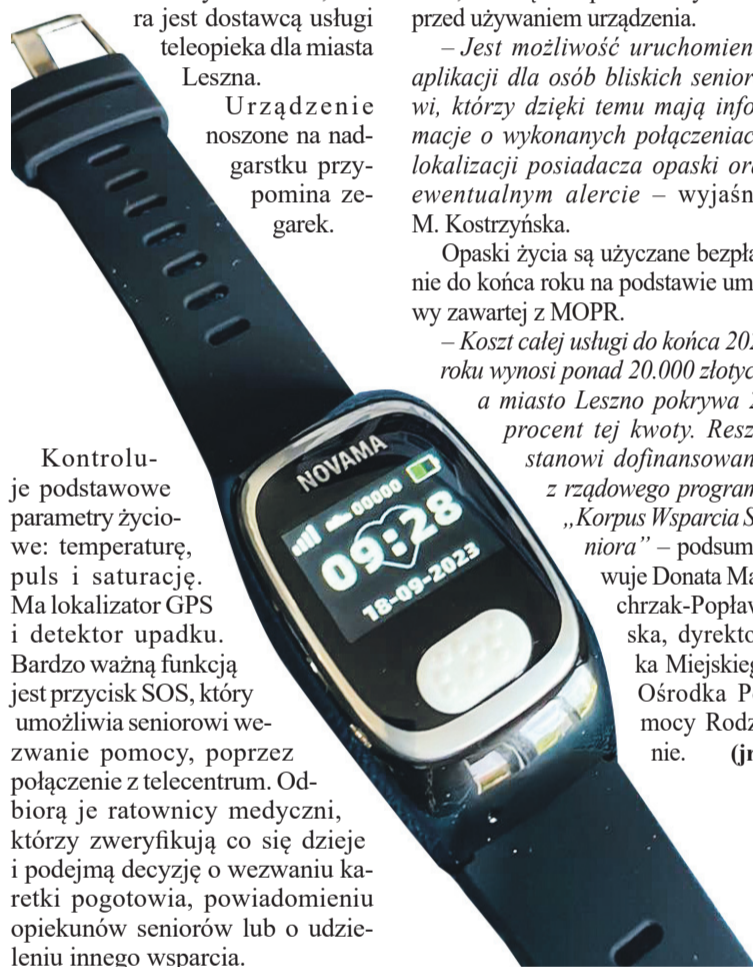 ra jest dostawcą usługi
teleopieka dla miasta
Leszna.
Urządzenie
noszone na nad-
garstku przy-
pomina ze-
garek.
Kontrolu-
je podstawowe
parametry życio-
we: temperaturę,
puls i saturację.
Ma lokalizator GPS
i detektor upadku.
Bardzo ważną funkcją
jest przycisk SOS, który
umożliwia seniorowi we-
zwanie pomocy, poprzez
połączenie z telecentrum. Od-
biorą je ratownicy medyczni,
którzy zweryfikują co się dzieje
i podejmą decyzję o wezwaniu ka-
retki pogotowia, powiadomieniu
opiekunów seniorów lub o udzie-
leniu innego wsparcia.
NOVAMA
00000
09:28
18-09-2023
przed używaniem urządzenia.
– Jest możliwość uruchomien
aplikacji dla osób bliskich senior
wi, którzy dzięki temu mają info
macje o wykonanych połączeniac
lokalizacji posiadacza opaski ora
ewentualnym alercie – wyjaśn
M. Kostrzyńska.
Opaski życia są użyczane bezpła
nie do końca roku na podstawie um
wy zawartej z MOPR.
– Koszt całej usługi do końca 202
roku wynosi ponad 20.000 złotyc
a miasto Leszno pokrywa 2
procent tej kwoty. Resz
stanowi dofinansowan
z rządowego program
„Korpus Wsparcia S
niora” – podsum
wuje Donata Ma
chrzak-Popław
ska, dyrekto
ka Miejskieg
Ośrodka P
mocy Rodz
nie. (jr